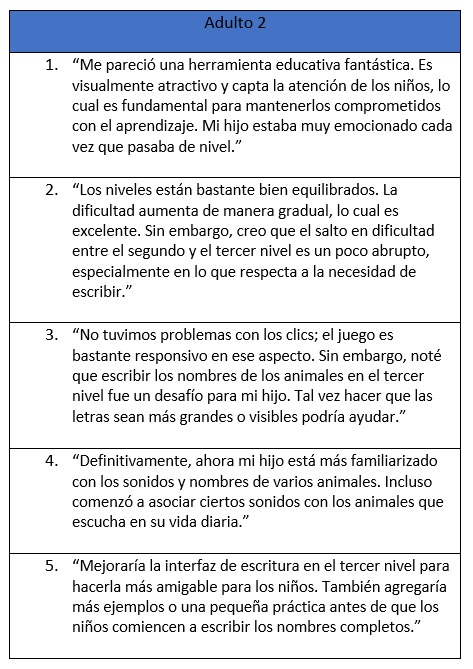 Adulto 2
1. “Me pareció una herramienta educativa fantástica. Es
visualmente atractivo y capta la atención de los niños, lo
cual es fundamental para mantenerlos comprometidos
con el aprendizaje. Mi hijo estaba muy emocionado cada
vez que pasaba de nivel.”
2. “Los niveles están bastante bien equilibrados. La
dificultad aumenta de manera gradual, lo cual es
excelente. Sin embargo, creo que el salto en dificultad
entre el segundo y el tercer nivel es un poco abrupto,
especialmente en lo que respecta a la necesidad de
escribir.”
3. “No tuvimos problemas con los clics; el juego es
bastante responsivo en ese aspecto. Sin embargo, noté
que escribir los nombres de los animales en el tercer
nivel fue un desafío para mi hijo. Tal vez hacer que las
letras sean más grandes o visibles podría ayudar.”
4. “Definitivamente, ahora mi hijo está más familiarizado
con los sonidos y nombres de varios animales. Incluso
comenzó a asociar ciertos sonidos con los animales que
escucha en su vida diaria.”
5. “Mejoraría la interfaz de escritura en el tercer nivel para
hacerla más amigable para los niños. También agregaría
más ejemplos o una pequeña práctica antes de que los
niños comiencen a escribir los nombres completos.”